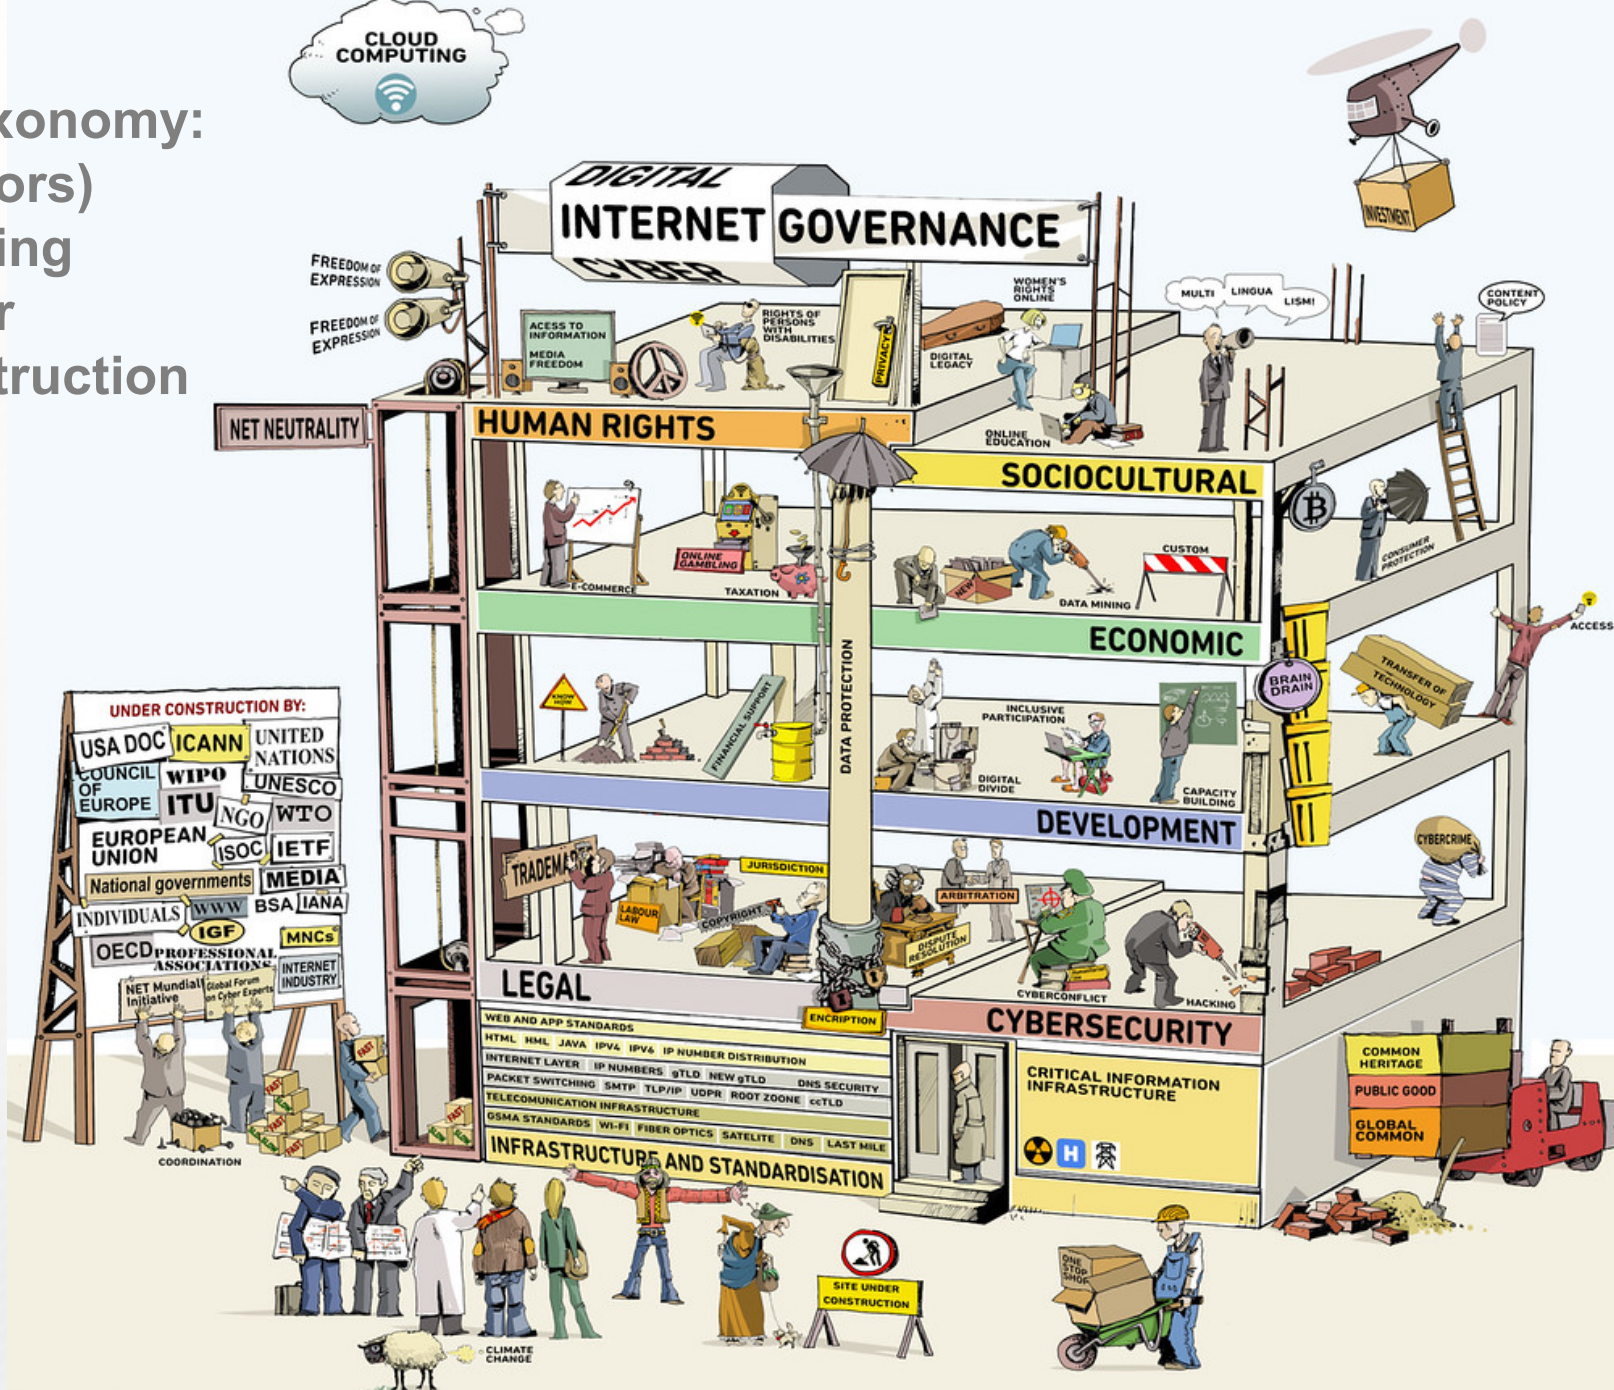 CLOUD
COMPUTING
xonomy:
ors)
ing
r
truction
INVESTMENT
DIGITAL
INTERNET GOVERNANCE
CYBER
FREEDOM OF
EXPRESSION
FREEDOM OF
EXPRESSION
ACESS TO
INFORMATION
MEDIA
FREEDOM
RIGHTS OF
PERSONS
WITH
DISABILITIES
PRIVACY
DIGITAL
LEGACY
WOMEN'S
RIGHTS
ONLINE
MULTI LINGUA LISM!
CONTENT
POLICY
ONLINE
EDUCATION
NET NEUTRALITY
HUMAN RIGHTS
SOCIOCULTURAL
E-COMMERCE
ONLINE
GAMBLING
TAXATION
NEW
DATA MINING
CUSTOM
CONSUMER
PROTECTION
ECONOMIC
ACCESS
KNOW
HOW
FINANCIAL SUPPORT
DATA PROTECTION
DIGITAL
DIVIDE
INCLUSIVE
PARTICIPATION
CAPACITY
BUILDING
BRAIN
DRAIN
TRANSFER OF
TECHNOLOGY
DEVELOPMENT
UNDER CONSTRUCTION BY:
USA DOC ICANN UNITED
NATIONS
COUNCIL
OF
EUROPE
WIPO
UNESCO
ITU
NGO
WTO
EUROPEAN
UNION
ISOC
IETF
National governments
MEDIA
INDIVIDUALS
WWW
BSA
IANA
IGF
OECD
PROFESSIONAL
ASSOCIATIONS
MNCs
NET Mundial
Initiative
Global Forum
on Cyber Experts
INTERNET
INDUSTRY
FAST
FAST
FAST
FAST
COORDINATION
TRADEMA
LABOUR
LAW
JURISDICTION
COPYRIGHT
DISPUTE
RESOLUTION
ARBITRATION
CYBERCONFLICT
HACKING
CYBERCRIME
LEGAL
ENCRIPTION
CYBERSECURITY
WEB AND APP STANDARDS
HTML HML JAVA IPV4 IPV6 IP NUMBER DISTRIBUTION
INTERNET LAYER IP NUMBERS gTLD NEW gTLD DNS SECURITY
PACKET SWITCHING SMTP TLP/IP UDPR ROOT ZOONE ccTLD
TELECOMUNICATION INFRASTRUCTURE
GSMA STANDARDS WI-FI FIBER OPTICS SATELITE DNS LAST MILE
INFRASTRUCTURE AND STANDARDISATION
CRITICAL INFORMATION
INFRASTRUCTURE
H
COMMON
HERITAGE
PUBLIC GOOD
GLOBAL
COMMON
SITE UNDER
CONSTRUCTION
ONE
STOP
SHOP
CLIMATE
CHANGE